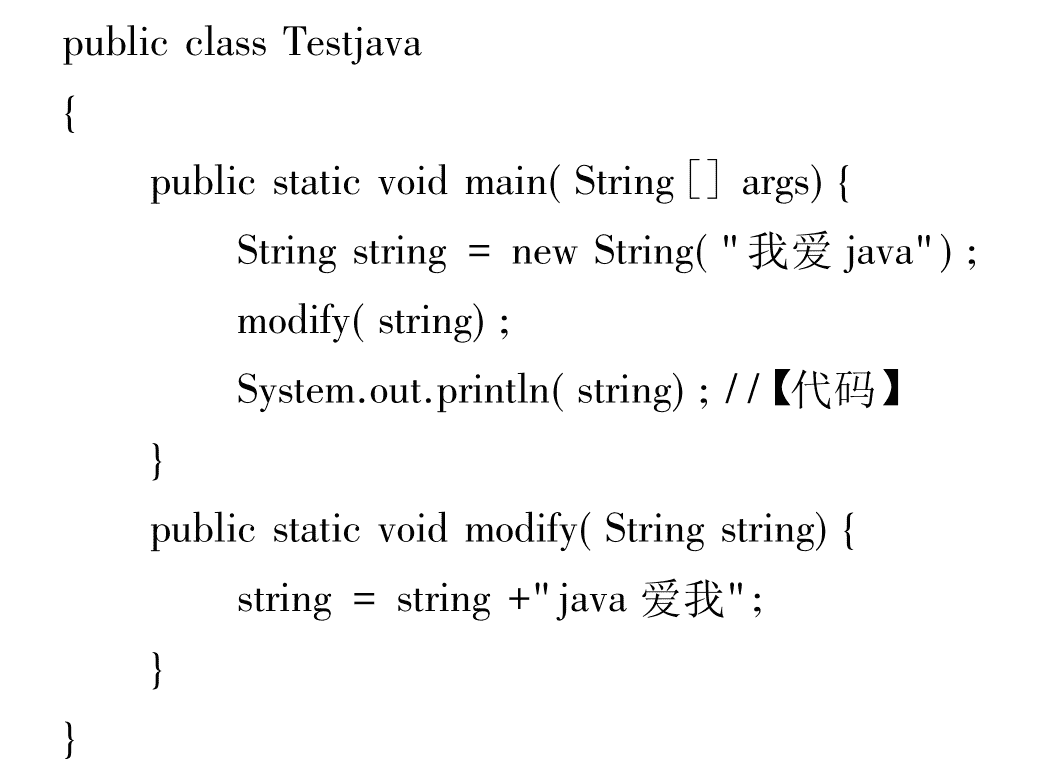 public class Testjava
{
public static void main( String [] args) {
String string = new String( "我爱 java") ;
modify( string) ;
System.out.println( string) ; //【代码】
}
public static void modify( String string) {
string = string +"java 爱我";
}
}